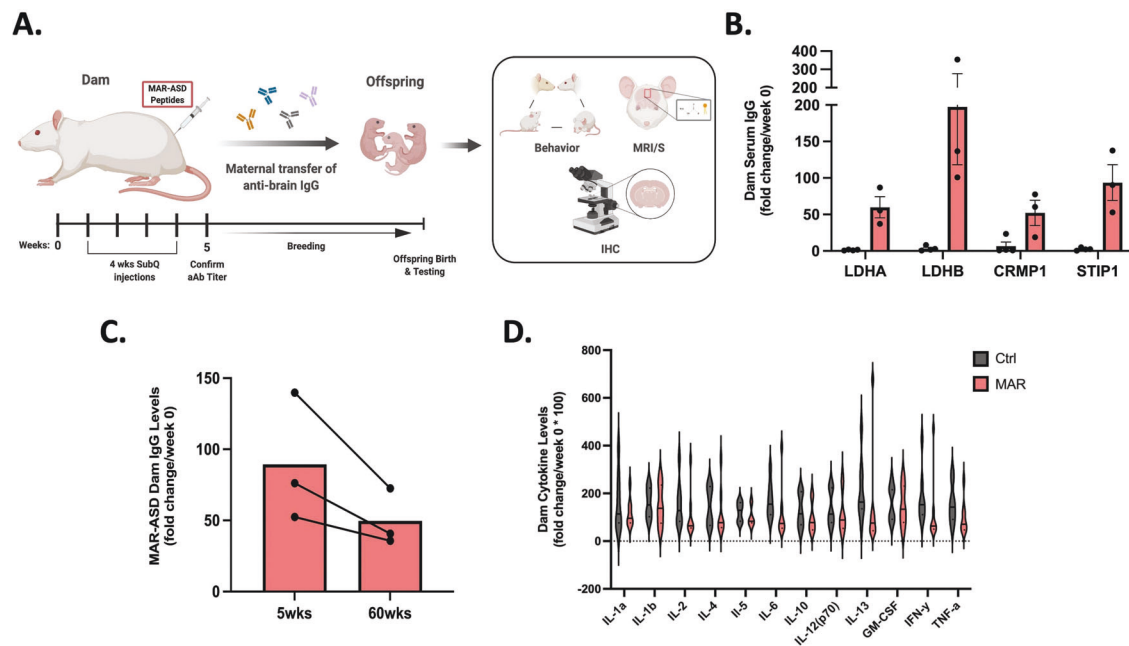 A.
Dam
MAR-ASD
Peptides
Offspring
Maternal transfer of
anti-brain IgG
Behavior
MRI/S
IHC
Weeks: 0
5
4 wks SubQ
injections
Confirm
aAb Titer
Breeding
Offspring Birth
& Testing
B.
Dam Serum IgG
(fold change/week 0)
400
300
200
200
150
100
50
0
LDHA
LDHB
CRMP1
STIP1
C.
MAR-ASD Dam IgG Levels
(fold change/week 0)
150
100
50
0
5wks
60wks
D.
Dam Cytokine Levels
(fold change/week 0 * 100)
800
600
400
200
0
-200
IL-1a
IL-1b
IL-2
IL-4
Il-5
IL-6
IL-10
IL-12(p70)
IL-13
GM-CSF
IFN-y
TNF-a
Ctrl
MAR